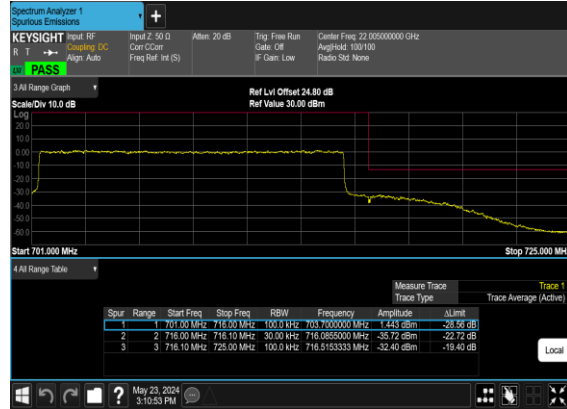 Spectrum Analyzer 1
Spurious Emissions
+
KEYSIGHT Input: RF Input Z: 50 Ω Atten: 20 dB Trig: Free Run Center Freq: 22.005000000 GHz
R T Coupling: DC Corr CCorr Gate: Off Avg|Hold: 100/100
Align: Auto Freq Ref: Int (S) IF Gain: Low Radio Std: None
PASS
3 All Range Graph
Ref Lvl Offset 24.80 dB
Scale/Div 10.0 dB Ref Value 30.00 dBm
Log
20.0
10.0
0.00
-10.0
-20.0
-30.0
-40.0
-50.0
-60.0
Start 701.000 MHz Stop 725.000 MH
4 All Range Table
Measure Trace Trace 1
Trace Type Trace Average (Active)
Spur Range Start Freq Stop Freq RBW Frequency Amplitude ΔLimit
1 1 701.00 MHz 716.00 MHz 100.0 kHz 703.7000000 MHz 1.443 dBm -28.56 dB
2 2 716.00 MHz 716.10 MHz 30.00 kHz 716.0855000 MHz -35.72 dBm -22.72 dB
3 3 716.10 MHz 725.00 MHz 100.0 kHz 716.5153333 MHz -32.40 dBm -19.40 dB
Local
? May 23, 2024
3:10:53 PM